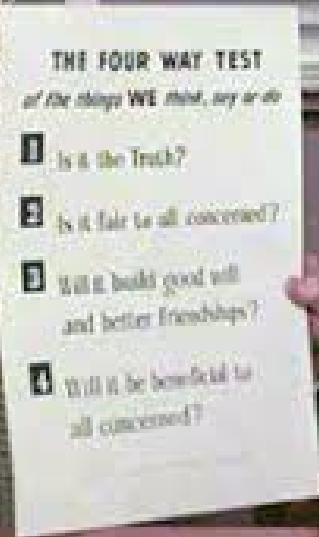 THE FOUR WAY TEST
of the things WE think, say or do
1 Is it the Truth?
2 Is it fair to all concerned?
3 Will it build good will
and better friendships?
4 Will it be beneficial to
all concerned?